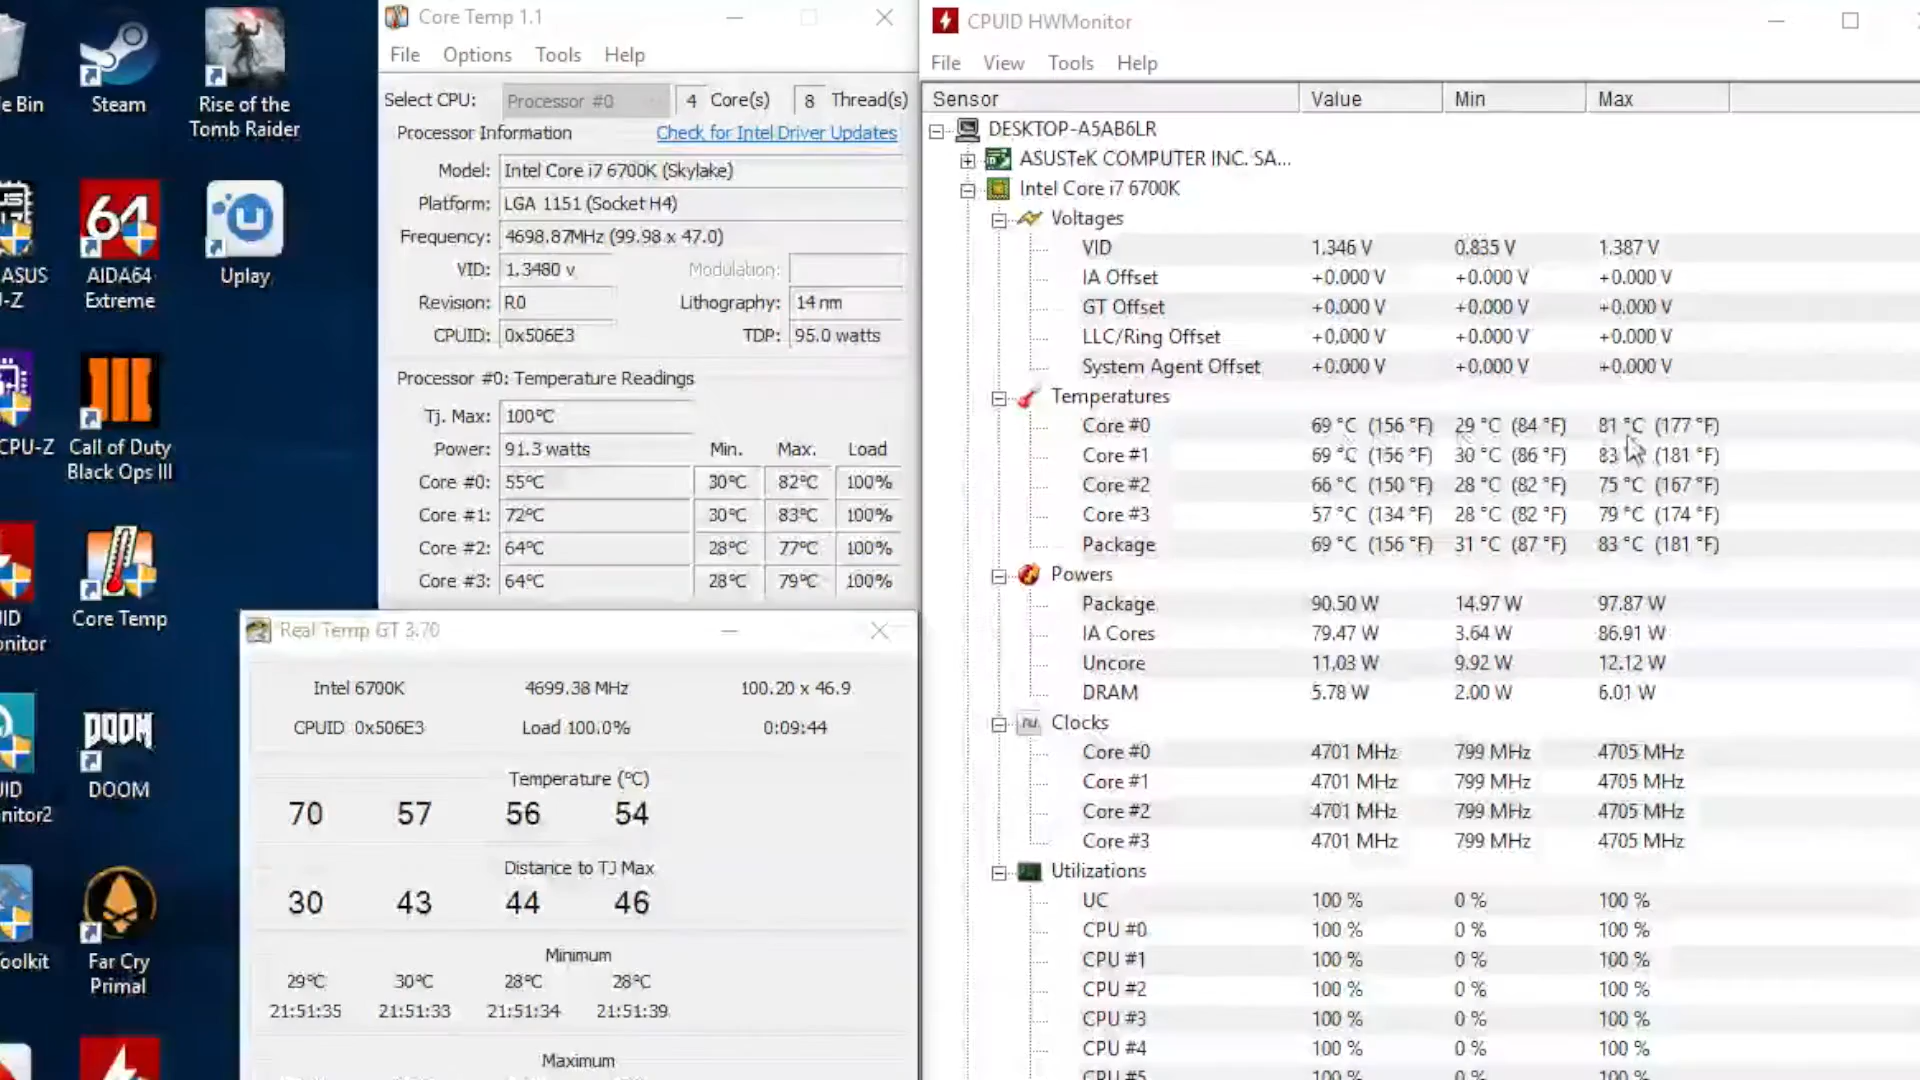 le Bin
Steam
Rise of the
Tomb Raider
ASUS
-Z
64
AIDA64
Extreme
Uplay
CPU-Z
Call of Duty
Black Ops III
ID
onitor
Core Temp
DOOM
DOOM
UID
nitor2
oolkit
Far Cry
Primal
Core Temp 1.1
File Options Tools Help
Select CPU: Processor #0 4 Core(s) 8 Thread(s)
Processor Information Check for Intel Driver Updates
Model: Intel Core i7 6700K (Skylake)
Platform: LGA 1151 (Socket H4)
Frequency: 4698.87MHz (99.98 x 47.0)
VID: 1.3480 v Modulation:
Revision: R0 Lithography: 14 nm
CPUID: 0x506E3 TDP: 95.0 watts
Processor #0: Temperature Readings
Tj. Max: 100°C
Power: 91.3 watts Min. Max. Load
Core #0: 55°C 30°C 82°C 100%
Core #1: 72°C 30°C 83°C 100%
Core #2: 64°C 28°C 77°C 100%
Core #3: 64°C 28°C 79°C 100%
Real Temp GT 3.70
Intel 6700K 4699.38 MHz 100.20 x 46.9
CPUID 0x506E3 Load 100.0% 0:09:44
Temperature (°C)
70 57 56 54
Distance to TJ Max
30 43 44 46
Minimum
29°C 30°C 28°C 28°C
21:51:35 21:51:33 21:51:34 21:51:39
Maximum
CPUID HWMonitor
File View Tools Help
Sensor Value Min Max
DESKTOP-A5AB6LR
ASUSTeK COMPUTER INC. SA...
Intel Core i7 6700K
Voltages
VID 1.346 V 0.835 V 1.387 V
IA Offset +0.000 V +0.000 V +0.000 V
GT Offset +0.000 V +0.000 V +0.000 V
LLC/Ring Offset +0.000 V +0.000 V +0.000 V
System Agent Offset +0.000 V +0.000 V +0.000 V
Temperatures
Core #0 69 °C (156 °F) 29 °C (84 °F) 81 °C (177 °F)
Core #1 69 °C (156 °F) 30 °C (86 °F) 83 (181 °F)
Core #2 66 °C (150 °F) 28 °C (82 °F) 75 °C (167 °F)
Core #3 57 °C (134 °F) 28 °C (82 °F) 79 °C (174 °F)
Package 69 °C (156 °F) 31 °C (87 °F) 83 °C (181 °F)
Powers
Package 90.50 W 14.97 W 97.87 W
IA Cores 79.47 W 3.64 W 86.91 W
Uncore 11.03 W 9.92 W 12.12 W
DRAM 5.78 W 2.00 W 6.01 W
Clocks
Core #0 4701 MHz 799 MHz 4705 MHz
Core #1 4701 MHz 799 MHz 4705 MHz
Core #2 4701 MHz 799 MHz 4705 MHz
Core #3 4701 MHz 799 MHz 4705 MHz
Utilizations
UC 100 % 0 % 100 %
CPU #0 100 % 0 % 100 %
CPU #1 100 % 0 % 100 %
CPU #2 100 % 0 % 100 %
CPU #3 100 % 0 % 100 %
CPU #4 100 % 0 % 100 %
CPU #5 100 % 0 % 100 %